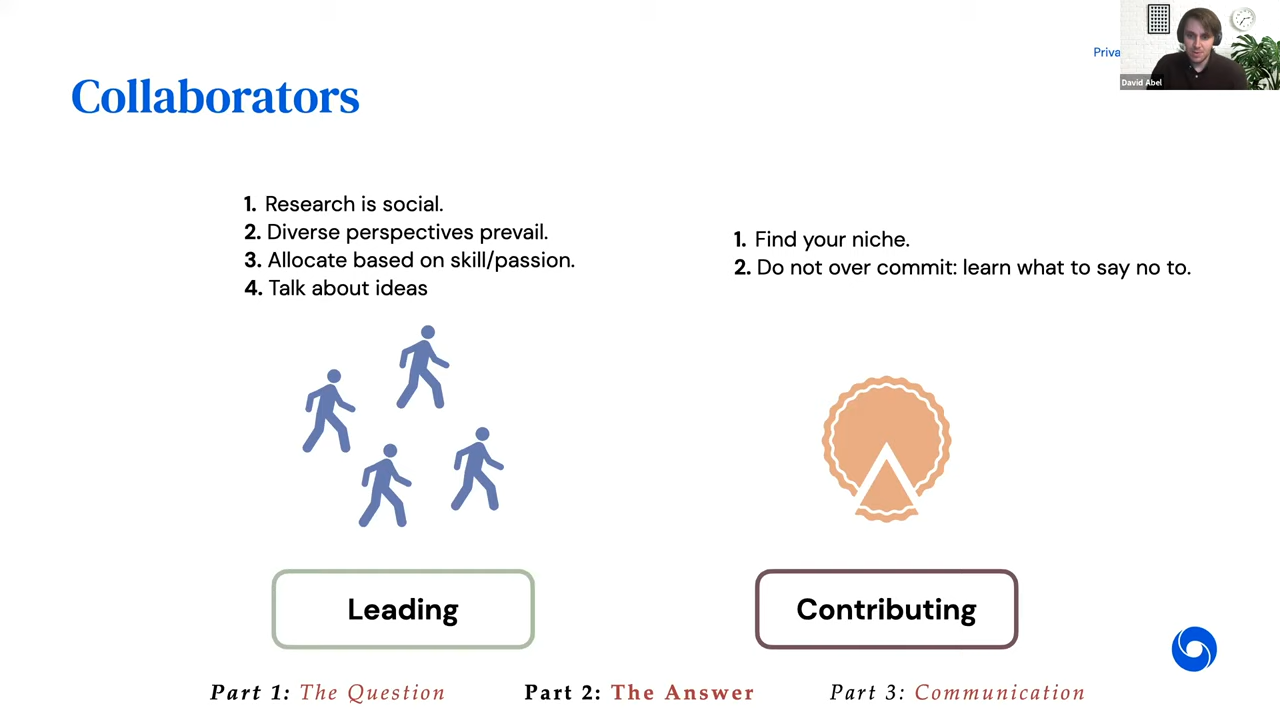 Priva
David Abel
Collaborators
1. Research is social.
2. Diverse perspectives prevail.
3. Allocate based on skill/passion.
4. Talk about ideas
1. Find your niche.
2. Do not over commit: learn what to say no to.
Leading
Contributing
Part 1: The Question
Part 2: The Answer
Part 3: Communication